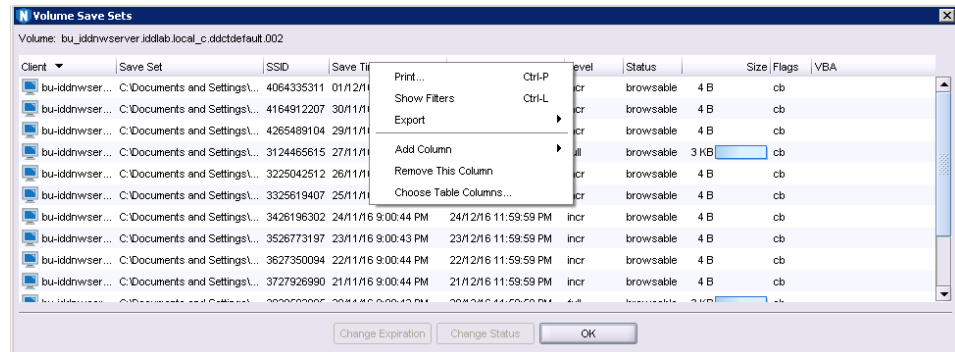 Volume Save Sets
Volume: bu_iddnwserver.iddlab.local_c.ddctdefault.002
Client Save Set SSID Save Ti Level Status Size Flags VBA
Print... Ctrl-P
Show Filters Ctrl-L
Export
Add Column
Remove This Column
Choose Table Columns...
bu-iddnwser... C:\Documents and Settings\... 4064335311 01/12/1 incr browsable 4 B cb
bu-iddnwser... C:\Documents and Settings\... 4164912207 30/11/1 incr browsable 4 B cb
bu-iddnwser... C:\Documents and Settings\... 4265489104 29/11/1 incr browsable 4 B cb
bu-iddnwser... C:\Documents and Settings\... 3124465615 27/11/1 full browsable 3 KB cb
bu-iddnwser... C:\Documents and Settings\... 3225042512 26/11/1 incr browsable 4 B cb
bu-iddnwser... C:\Documents and Settings\... 3325619407 25/11/1 incr browsable 4 B cb
bu-iddnwser... C:\Documents and Settings\... 3426196302 24/11/16 9:00:44 PM 24/12/16 11:59:59 PM incr browsable 4 B cb
bu-iddnwser... C:\Documents and Settings\... 3526773197 23/11/16 9:00:43 PM 23/12/16 11:59:59 PM incr browsable 4 B cb
bu-iddnwser... C:\Documents and Settings\... 3627350094 22/11/16 9:00:44 PM 22/12/16 11:59:59 PM incr browsable 4 B cb
bu-iddnwser... C:\Documents and Settings\... 3727926990 21/11/16 9:00:44 PM 21/12/16 11:59:59 PM incr browsable 4 B cb
Change Expiration Change Status OK